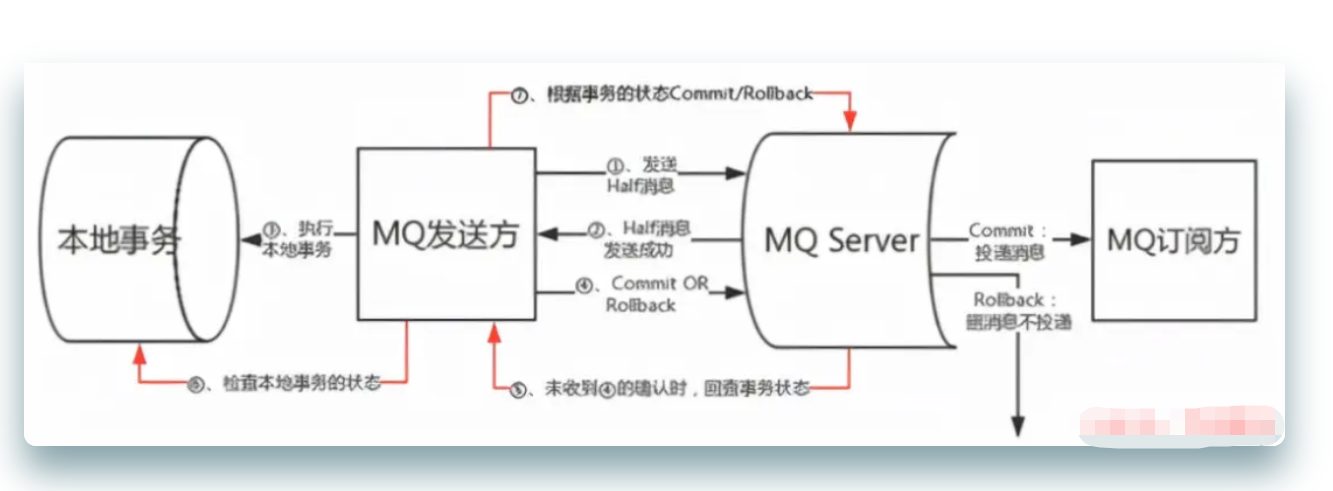 ⑦、根据事务的状态Commit/Rollback
①、发送
Half消息
本地事务
③、执行
本地事务
MQ发送方
②、Half消息
发送成功
MQ Server
Commit：
投递消息
MQ订阅方
④、Commit OR
Rollback
Rollback：
删消息不投递
⑥、检查本地事务的状态
⑤、未收到④的确认时，回查事务状态